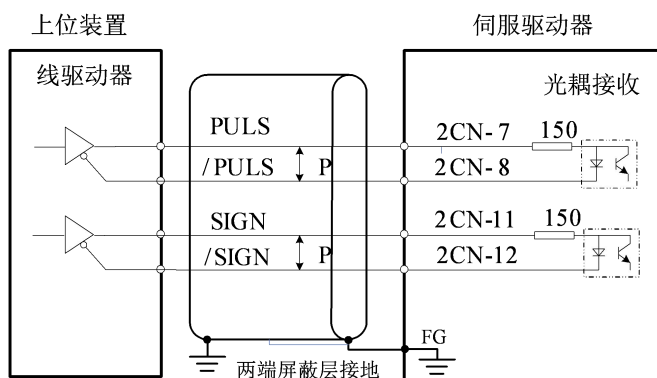 上位装置
伺服驱动器
线驱动器
光耦接收
PULS
2CN-7
150
/PULS
P
2CN-8
SIGN
2CN-11
150
/SIGN
P
2CN-12
FG
两端屏蔽层接地